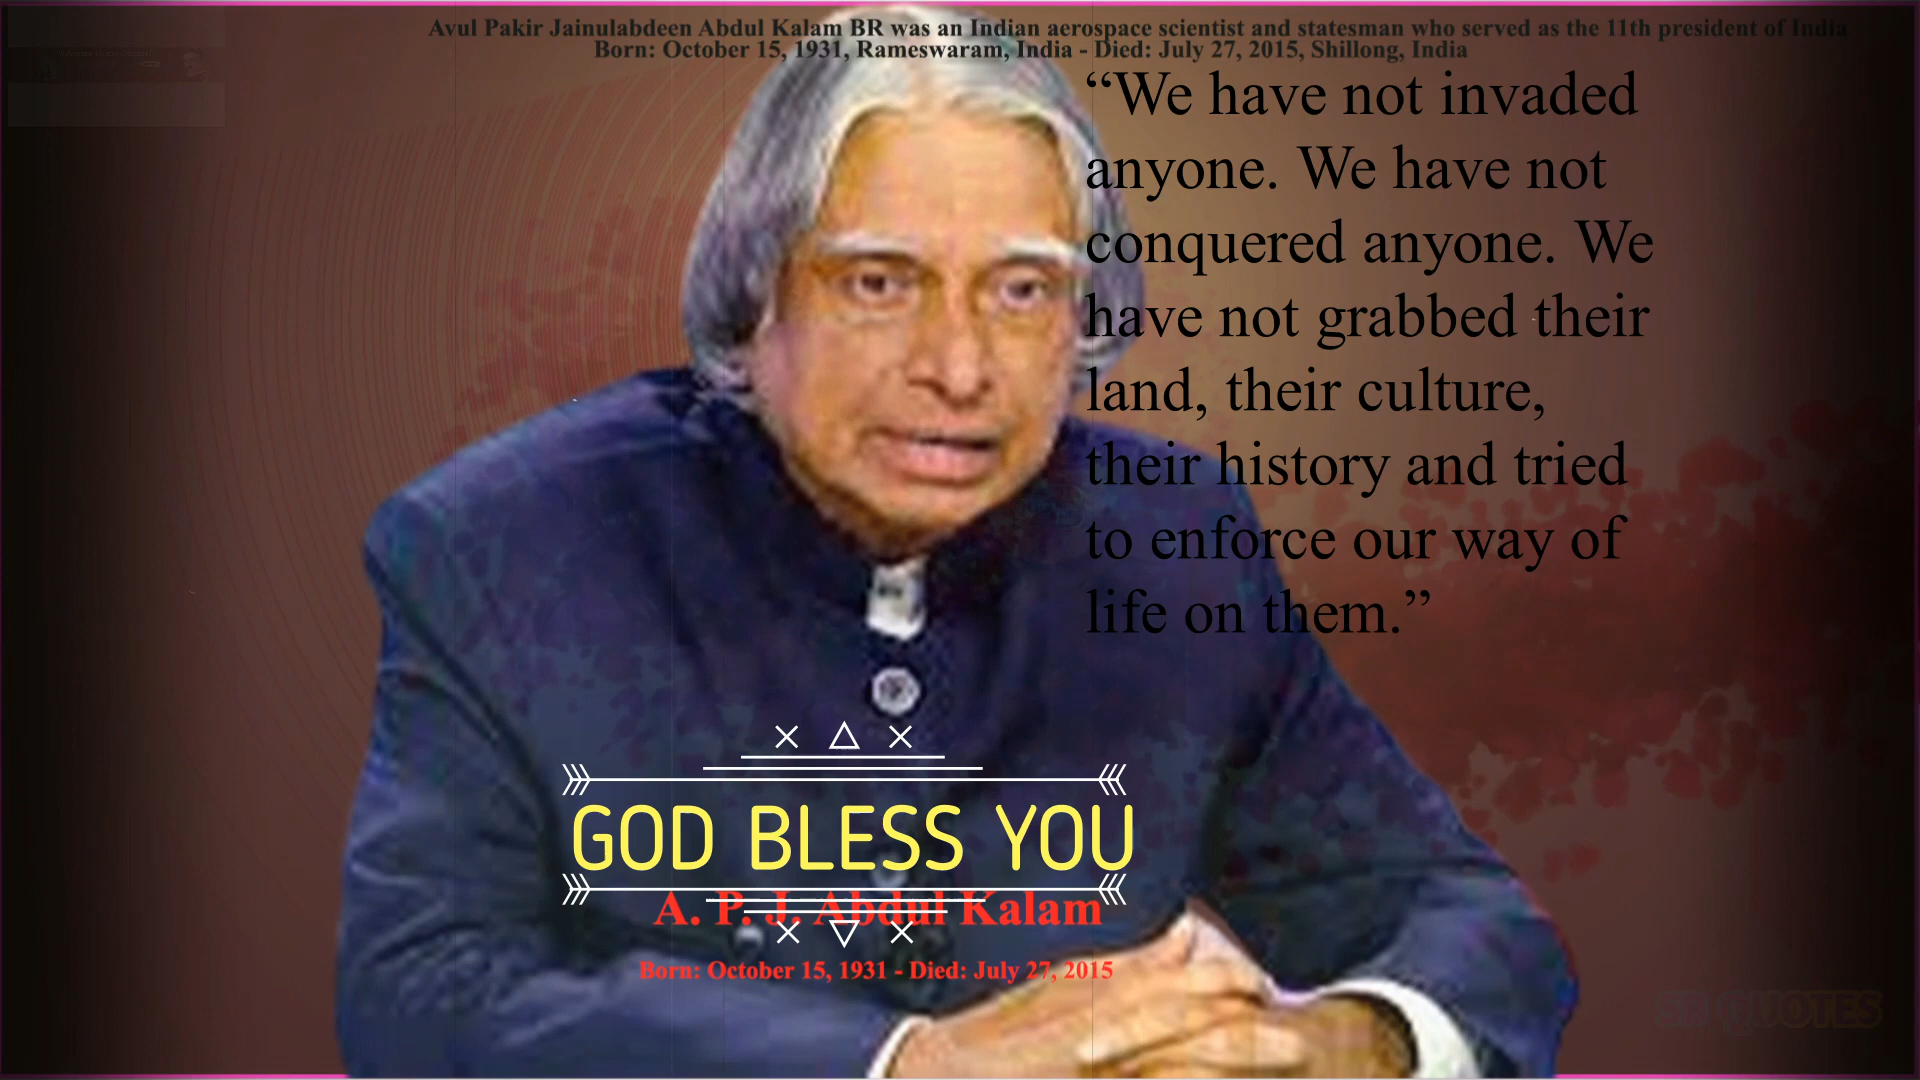 Avul Pakir Jainulabdeen Abdul Kalam BR was an Indian aerospace scientist and statesman who served as the 11th president of India
Born: October 15, 1931, Rameswaram, India - Died: July 27, 2015, Shillong, India
“We have not invaded
anyone. We have not
conquered anyone. We
have not grabbed their
land, their culture,
their history and tried
to enforce our way of
life on them.”
GOD BLESS YOU
A. P. J. Abdul Kalam
Born: October 15, 1931 - Died: July 27, 2015
SB QUOTES